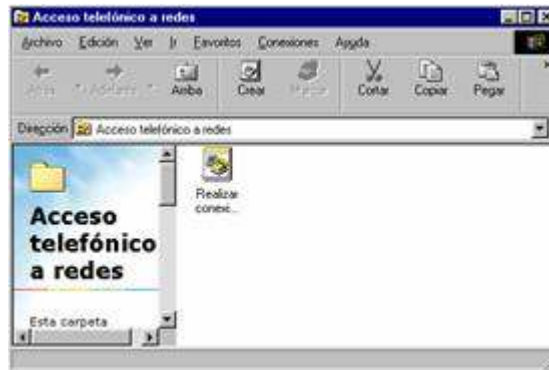 Acceso telefónico a redes
Archivo Edición Ver Ir Favoritos Conexiones Ayuda
Atrás Adelante Arriba Crear Marcar Cortar Copiar Pegar
Dirección Acceso telefónico a redes
Realizar
conexi...
Acceso
telefónico
a redes
Esta carpeta